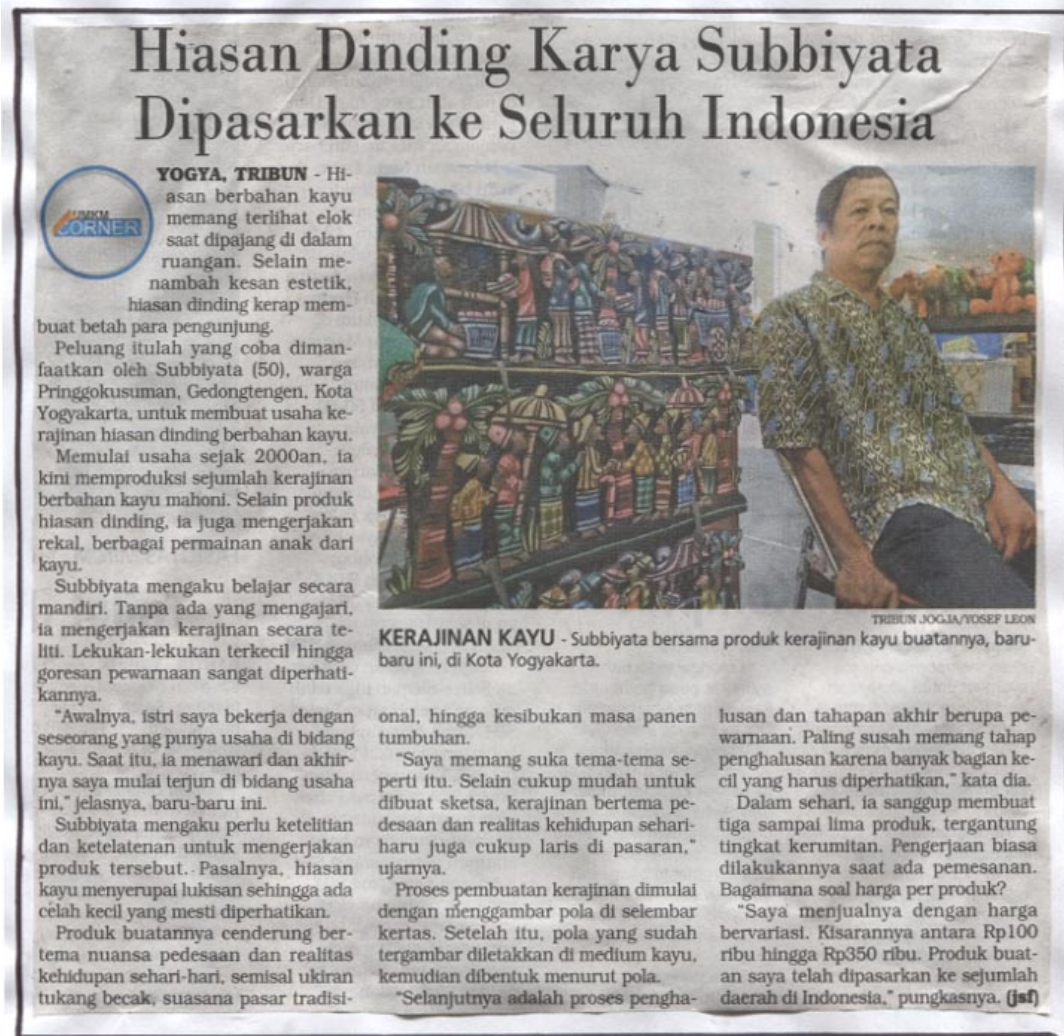 Hiasan Dinding Karya Subbiyata
Dipasarkan ke Seluruh Indonesia
UMKM
CORNER
YOGYA, TRIBUN - Hi-
asan berbahan kayu
memang terlihat elok
saat dipajang di dalam
ruangan. Selain me-
nambah kesan estetik,
hiasan dinding kerap mem-
buat betah para pengunjung.
Peluang itulah yang coba diman-
faatkan oleh Subbiyata (50), warga
Pringgokusuman, Gedongtengen, Kota
Yogyakarta, untuk membuat usaha ke-
rajinan hiasan dinding berbahan kayu.
Memulai usaha sejak 2000an, ia
kini memproduksi sejumlah kerajinan
berbahan kayu mahoni. Selain produk
hiasan dinding, ia juga mengerjakan
rekal, berbagai permainan anak dari
kayu.
Subbiyata mengaku belajar secara
mandiri. Tanpa ada yang mengajari,
ia mengerjakan kerajinan secara te-
liti. Lekukan-lekukan terkecil hingga
goresan pewarnaan sangat diperhati-
kannya.
"Awalnya, istri saya bekerja dengan
seseorang yang punya usaha di bidang
kayu. Saat itu, ia menawari dan akhir-
nya saya mulai terjun di bidang usaha
ini," jelasnya, baru-baru ini.
Subbiyata mengaku perlu ketelitian
dan ketelatenan untuk mengerjakan
produk tersebut. Pasalnya, hiasan
kayu menyerupai lukisan sehingga ada
celah kecil yang mesti diperhatikan.
Produk buatannya cenderung ber-
tema nuansa pedesaan dan realitas
kehidupan sehari-hari, semisal ukiran
tukang becak, suasana pasar tradisi-
TRIBUN JOGJA/YOSEF LEON
KERAJINAN KAYU - Subbiyata bersama produk kerajinan kayu buatannya, baru-
baru ini, di Kota Yogyakarta.
onal, hingga kesibukan masa panen
tumbuhan.
"Saya memang suka tema-tema se-
perti itu. Selain cukup mudah untuk
dibuat sketsa, kerajinan bertema pe-
desaan dan realitas kehidupan sehari-
haru juga cukup laris di pasaran,"
ujarnya.
Proses pembuatan kerajinan dimulai
dengan menggambar pola di selembar
kertas. Setelah itu, pola yang sudah
tergambar diletakkan di medium kayu,
kemudian dibentuk menurut pola.
"Selanjutnya adalah proses pengha-
lusan dan tahapan akhir berupa pe-
warnaan. Paling susah memang tahap
penghalusan karena banyak bagian ke-
cil yang harus diperhatikan," kata dia.
Dalam sehari, ia sanggup membuat
tiga sampai lima produk, tergantung
tingkat kerumitan. Pengerjaan biasa
dilakukannya saat ada pemesanan.
Bagaimana soal harga per produk?
"Saya menjualnya dengan harga
bervariasi. Kisarannya antara Rp100
ribu hingga Rp350 ribu. Produk buat-
an saya telah dipasarkan ke sejumlah
daerah di Indonesia," pungkasnya. (jsf)